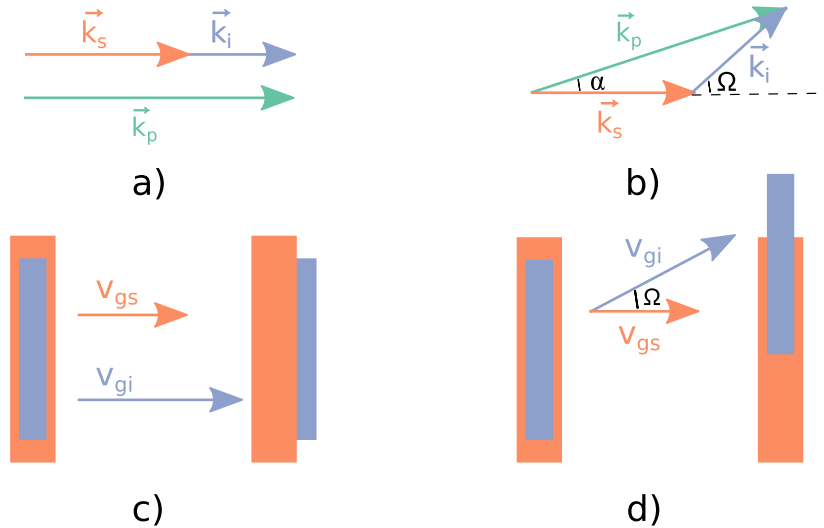 k⃗s k⃗i
k⃗p
a)
k⃗p
α
k⃗s
k⃗i
Ω
b)
vgs
vgi
c)
vgi
Ω
vgs
d)